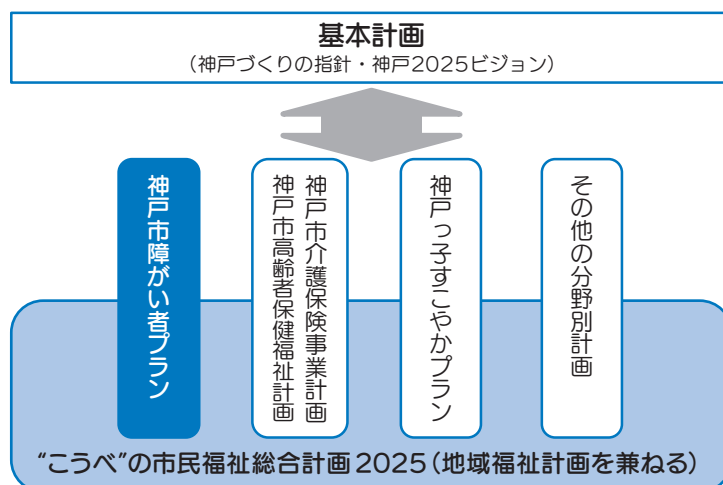 基本計画
（神戸づくりの指針・神戸2025ビジョン）
神戸市障がい者プラン
神戸市介護保険事業計画
神戸市高齢者保健福祉計画
神戸っ子すこやかプラン
その他の分野別計画
“こうべ”の市民福祉総合計画2025（地域福祉計画を兼ねる）